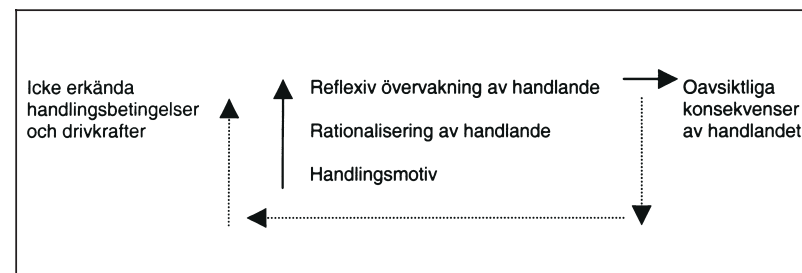 Icke erkända
handlingsbetingelser
och drivkrafter
Reflexiv övervakning av handlande
Rationalisering av handlande
Handlingsmotiv
Oavsiktliga
konsekvenser
av handlandet